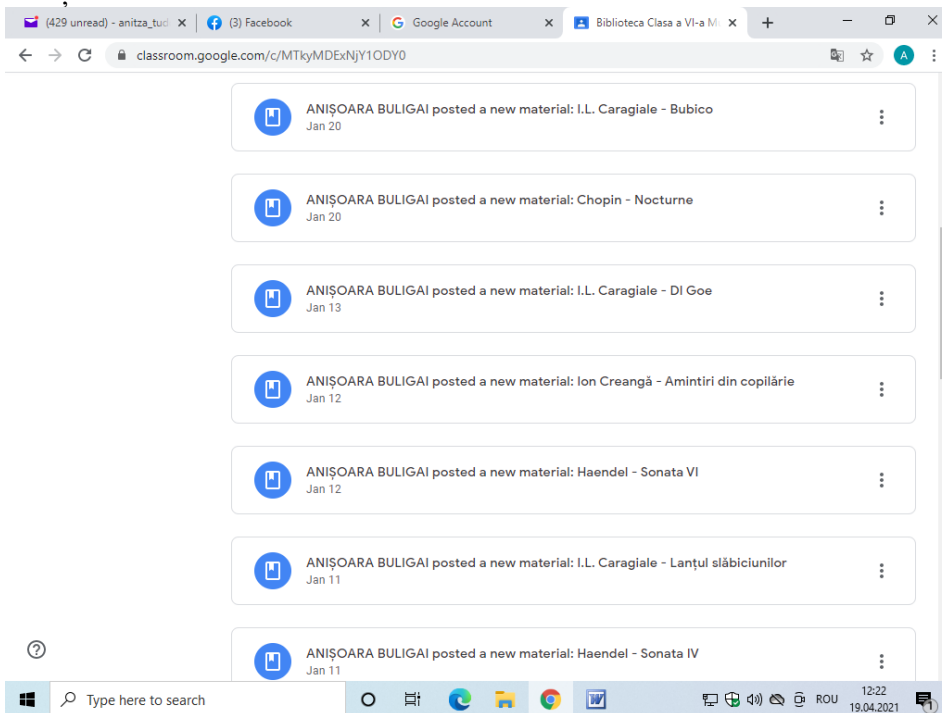 ,
(429 unread) - anitza_tud
(3) Facebook
Google Account
Biblioteca Clasa a VI-a M
classroom.google.com/c/MTkyMDExNjY1ODY0
A
ANIȘOARA BULIGAI posted a new material: I.L. Caragiale - Bubico
Jan 20
ANIȘOARA BULIGAI posted a new material: Chopin - Nocturne
Jan 20
ANIȘOARA BULIGAI posted a new material: I.L. Caragiale - Dl Goe
Jan 13
ANIȘOARA BULIGAI posted a new material: Ion Creangă - Amintiri din copilărie
Jan 12
ANIȘOARA BULIGAI posted a new material: Haendel - Sonata VI
Jan 12
ANIȘOARA BULIGAI posted a new material: I.L. Caragiale - Lanțul slăbiciunilor
Jan 11
ANIȘOARA BULIGAI posted a new material: Haendel - Sonata IV
Jan 11
Type here to search
ROU
12:22
19.04.2021
1